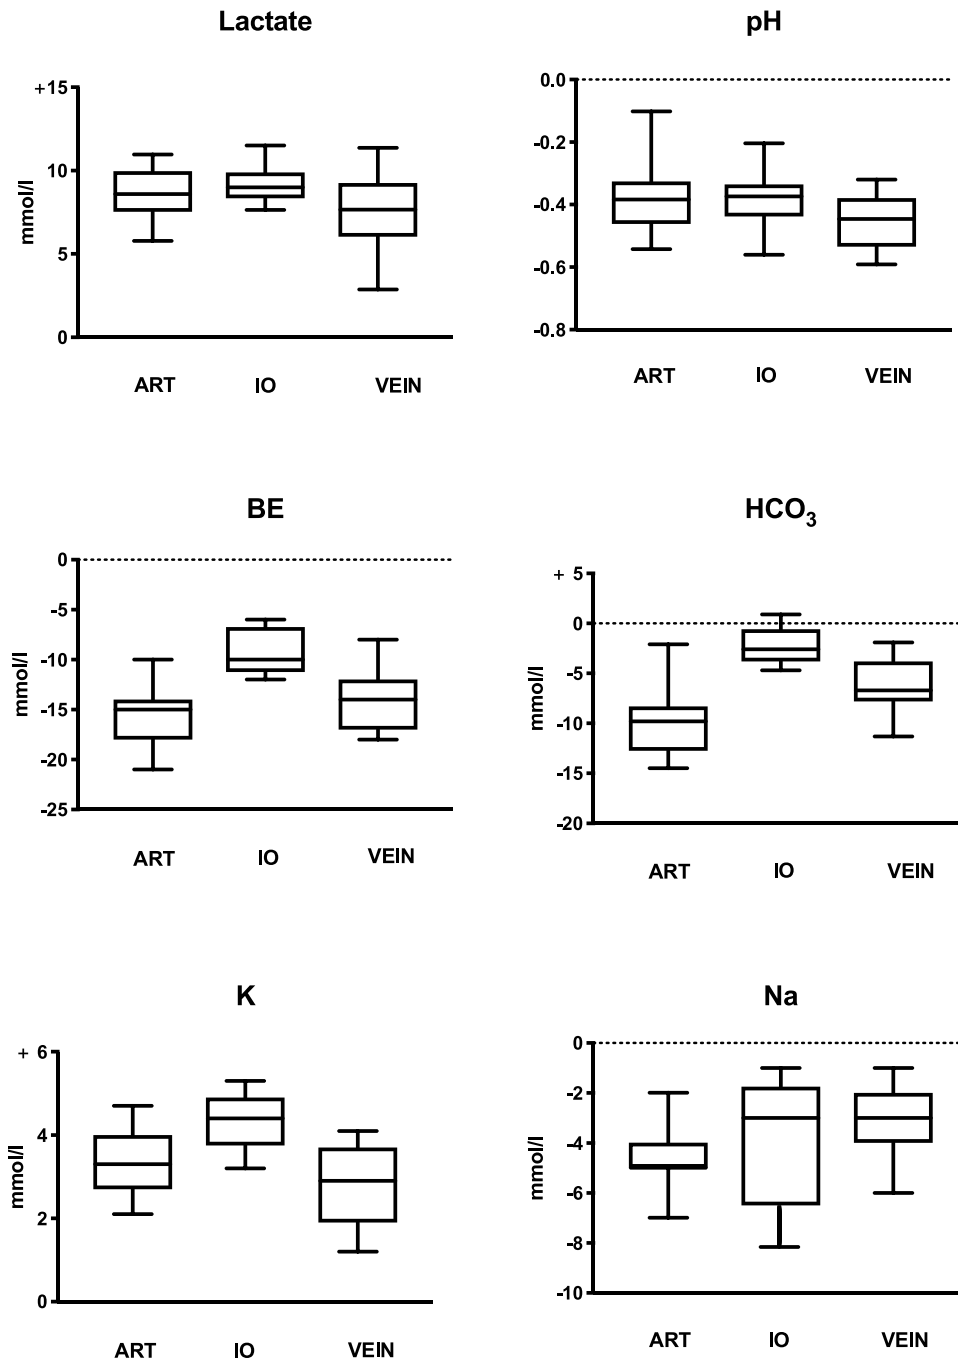 Lactate
+15
10
5
0
mmol/l
ART
IO
VEIN
pH
0.0
-0.2
-0.4
-0.6
-0.8
ART
IO
VEIN
BE
0
-5
-10
-15
-20
-25
mmol/l
ART
IO
VEIN
HCO3
+ 5
0
-5
-10
-15
-20
mmol/l
ART
IO
VEIN
K
+ 6
4
2
0
mmol/l
ART
IO
VEIN
Na
0
-2
-4
-6
-8
-10
mmol/l
ART
IO
VEIN